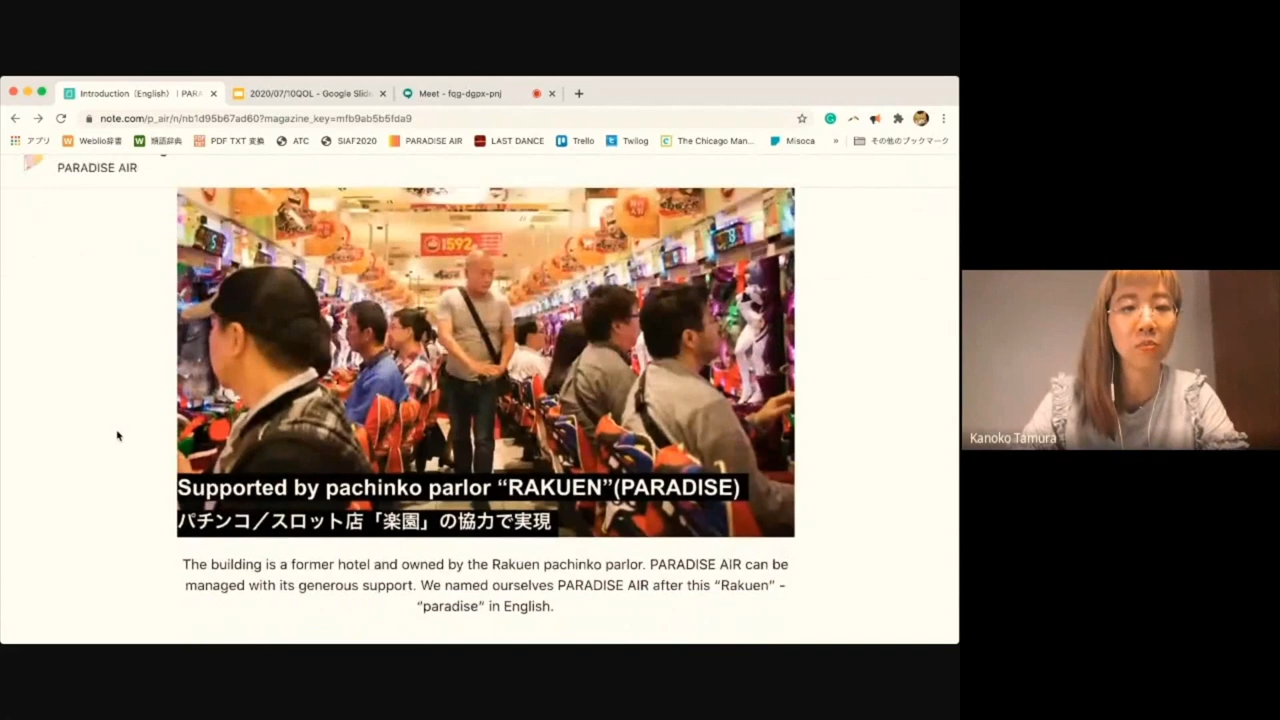 Introduction (English) | PARA
2020/07/10QOL - Google Slide
Meet - fqg-dgpx-pnj
note.com/p_air/n/nb1d95b67ad60?magazine_key=mfb9ab5b5fda9
アプリ
Weblio辞書
類語辞典
PDF TXT 変換
ATC
SIAF2020
PARADISE AIR
LAST DANCE
Trello
Twilog
The Chicago Man...
Misoca
»
その他のブックマーク
PARADISE AIR
1592
Supported by pachinko parlor “RAKUEN”(PARADISE)
パチンコ／スロット店「楽園」の協力で実現
The building is a former hotel and owned by the Rakuen pachinko parlor. PARADISE AIR can be
managed with its generous support. We named ourselves PARADISE AIR after this “Rakuen” -
“paradise” in English.
Kanoko Tamura